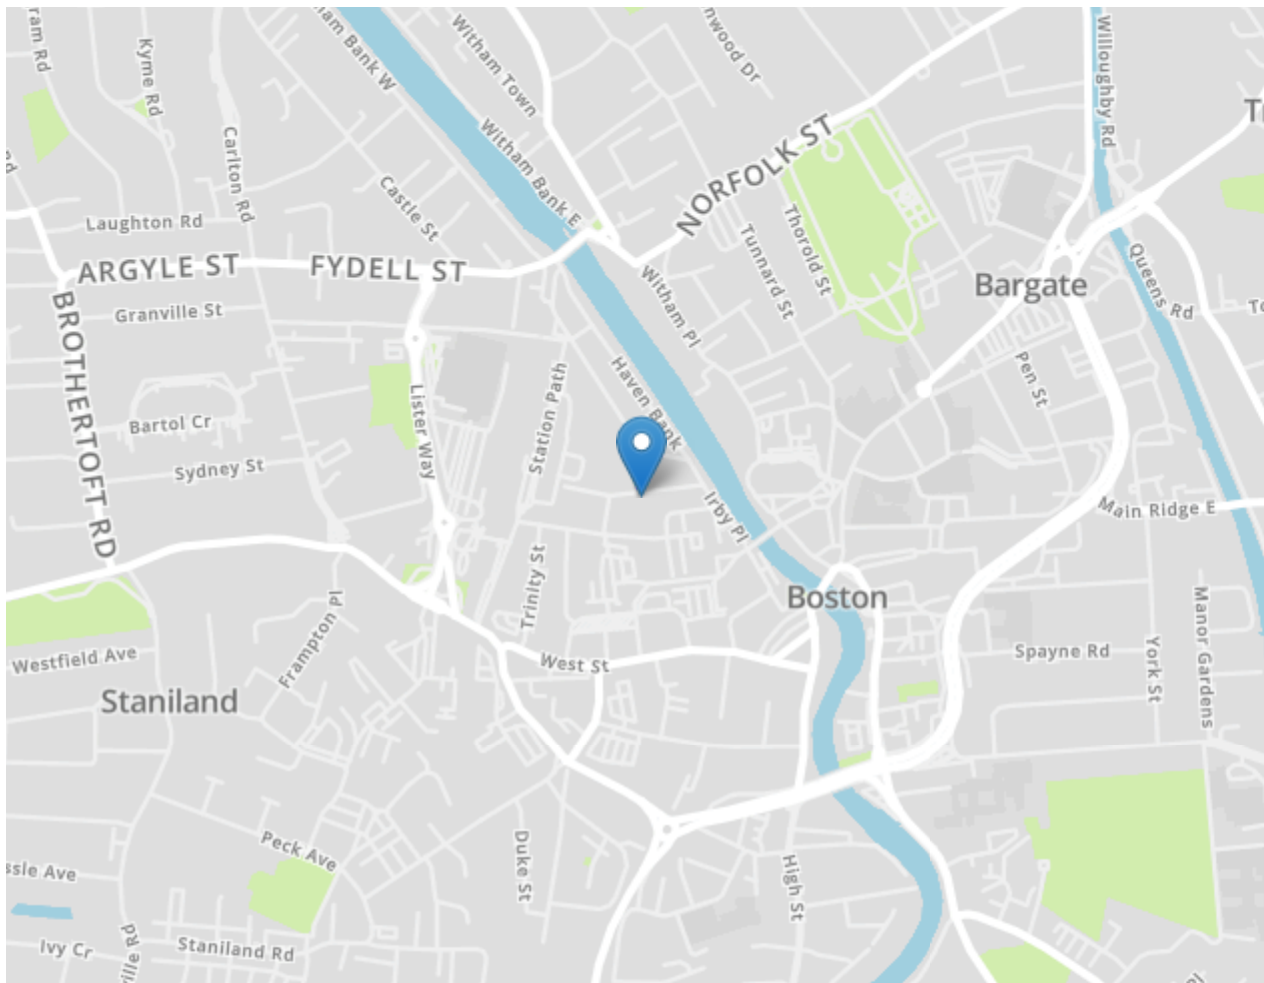 Kyme Rd
Witham Town
Willoughby Rd
Carlton Rd
Witham Bank E
NORFOLK ST
Castle St
Laughton Rd
Thorold St
Tunnard St
ARGYLE ST
FYDELL ST
Queens Rd
Bargate
Witham Pl
Granville St
BROTHERTOFT RD
Haven Bank
Pen St
Station Path
Lister Way
Bartol Cr
Sydney St
Irby Pl
Main Ridge E
Trinity St
Boston
Frampton Pl
Manor Gardens
Westfield Ave
West St
Spayne Rd
York St
Staniland
Peck Ave
Duke St
High St
Ivy Cr
Staniland Rd